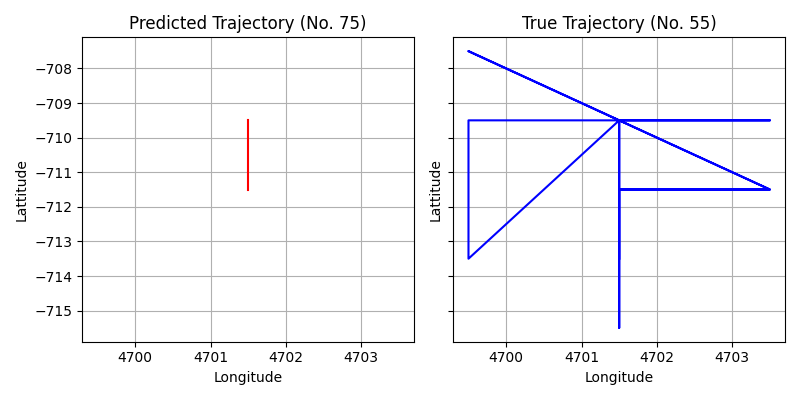 Predicted Trajectory (No. 75)
True Trajectory (No. 55)
−708
−709
−710
−711
−712
−713
−714
−715
Lattitude
Lattitude
4700 4701 4702 4703
4700 4701 4702 4703
Longitude
Longitude